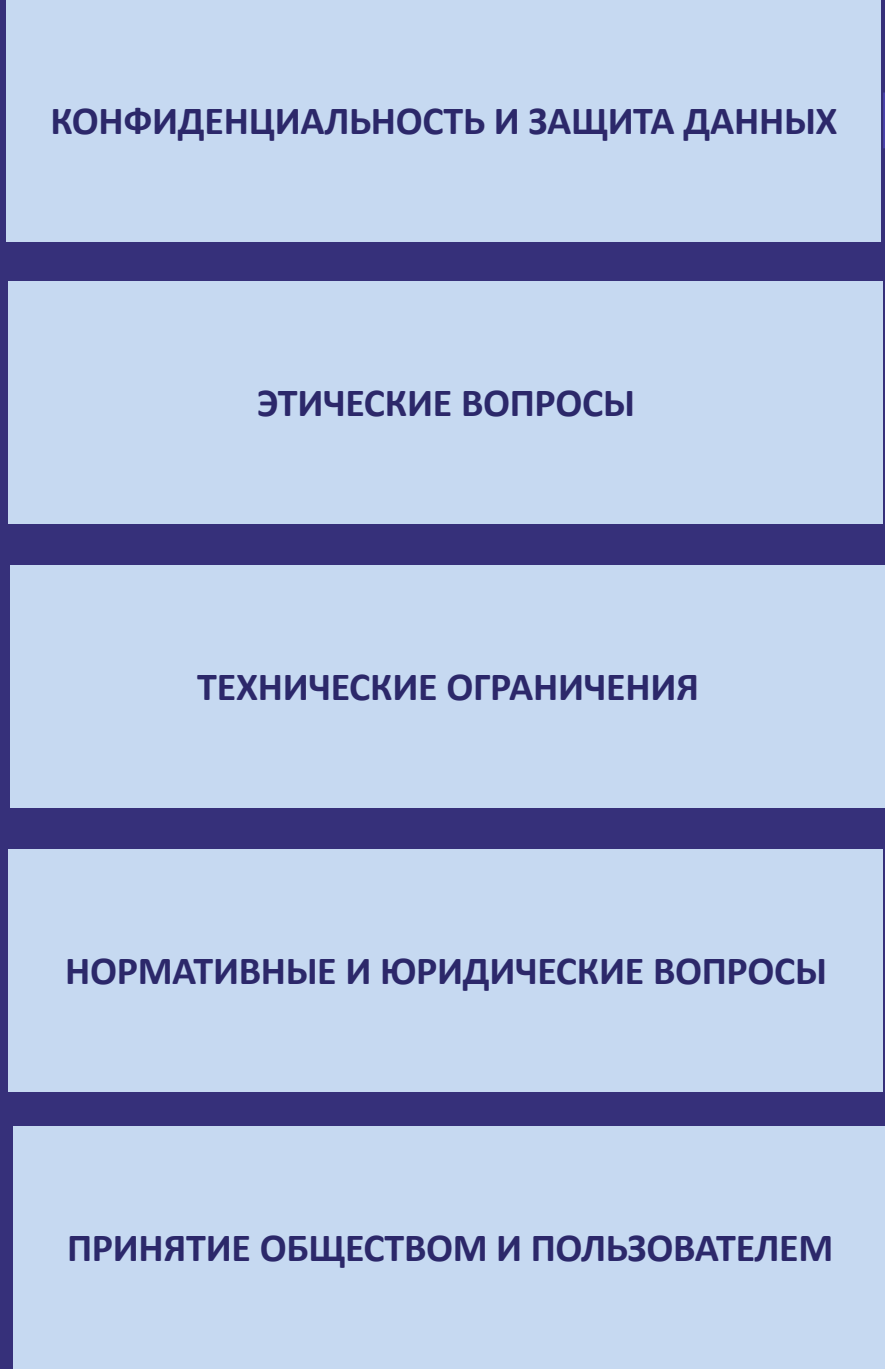 КОНФИДЕНЦИАЛЬНОСТЬ И ЗАЩИТА ДАННЫХ
ЭТИЧЕСКИЕ ВОПРОСЫ
ТЕХНИЧЕСКИЕ ОГРАНИЧЕНИЯ
НОРМАТИВНЫЕ И ЮРИДИЧЕСКИЕ ВОПРОСЫ
ПРИНЯТИЕ ОБЩЕСТВОМ И ПОЛЬЗОВАТЕЛЕМ